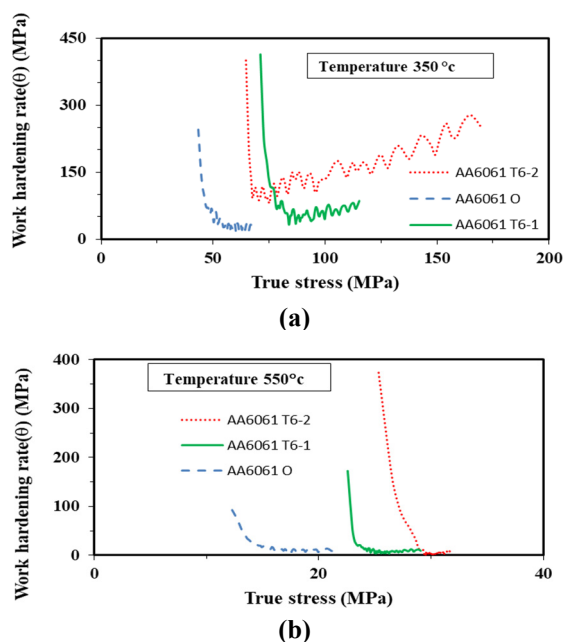 450
300
150
0
0
50
100
150
200
Work hardening rate(θ) (MPa)
Temperature 350 °c
AA6061 T6-2
AA6061 O
AA6061 T6-1
True stress (MPa)
(a)
400
300
200
100
0
0
20
40
Work hardening rate(θ) (MPa)
Temperature 550°c
AA6061 T6-2
AA6061 T6-1
AA6061 O
True stress (MPa)
(b)